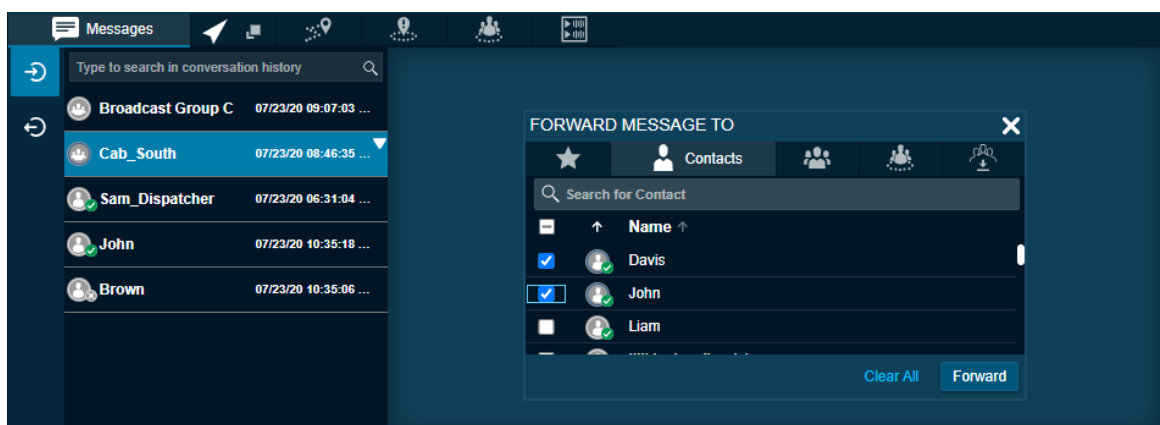 Messages
Type to search in conversation history
Broadcast Group C 07/23/20 09:07:03 ...
Cab_South 07/23/20 08:46:35 ...
Sam_Dispatcher 07/23/20 06:31:04 ...
John 07/23/20 10:35:18 ...
Brown 07/23/20 10:35:06 ...
FORWARD MESSAGE TO
Contacts
Search for Contact
Name
Davis
John
Liam
Clear All Forward